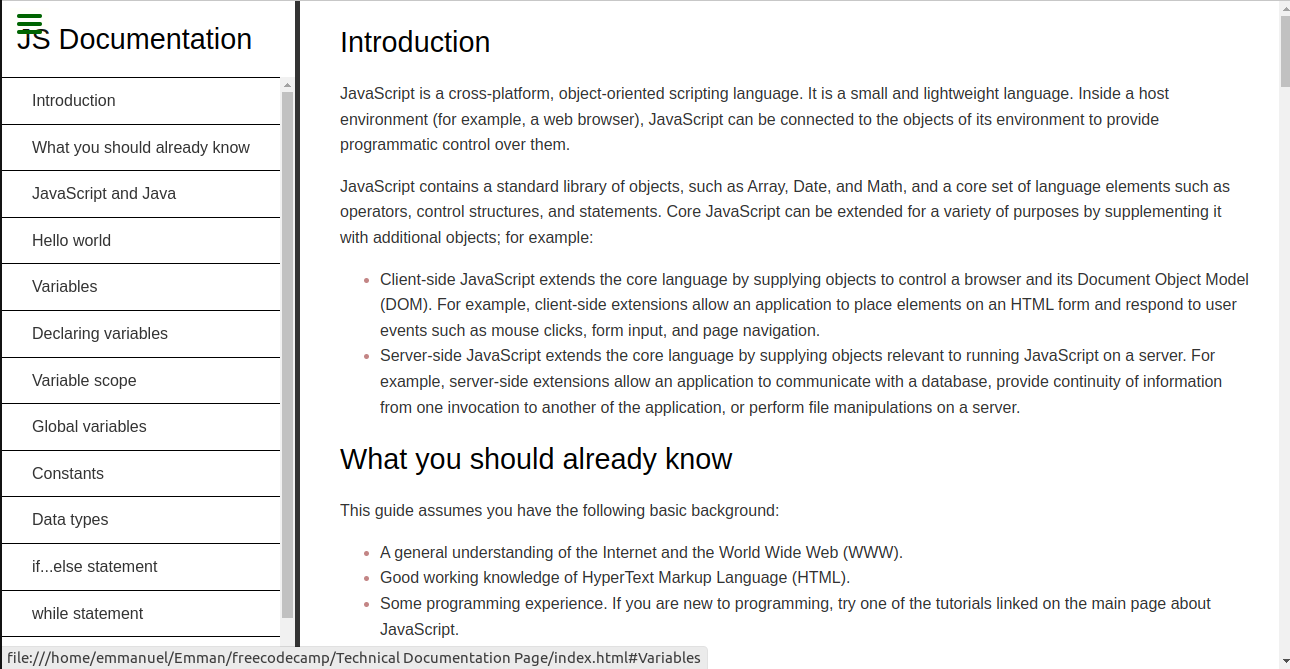 JS Documentation
Introduction
What you should already know
JavaScript and Java
Hello world
Variables
Declaring variables
Variable scope
Global variables
Constants
Data types
if...else statement
while statement
Introduction
JavaScript is a cross-platform, object-oriented scripting language. It is a small and lightweight language. Inside a host
environment (for example, a web browser), JavaScript can be connected to the objects of its environment to provide
programmatic control over them.
JavaScript contains a standard library of objects, such as Array, Date, and Math, and a core set of language elements such as
operators, control structures, and statements. Core JavaScript can be extended for a variety of purposes by supplementing it
with additional objects; for example:
Client-side JavaScript extends the core language by supplying objects to control a browser and its Document Object Model
(DOM). For example, client-side extensions allow an application to place elements on an HTML form and respond to user
events such as mouse clicks, form input, and page navigation.
Server-side JavaScript extends the core language by supplying objects relevant to running JavaScript on a server. For
example, server-side extensions allow an application to communicate with a database, provide continuity of information
from one invocation to another of the application, or perform file manipulations on a server.
What you should already know
This guide assumes you have the following basic background:
A general understanding of the Internet and the World Wide Web (WWW).
Good working knowledge of HyperText Markup Language (HTML).
Some programming experience. If you are new to programming, try one of the tutorials linked on the main page about
JavaScript.
file:///home/emmanuel/Emman/freecodecamp/Technical Documentation Page/index.html#Variables